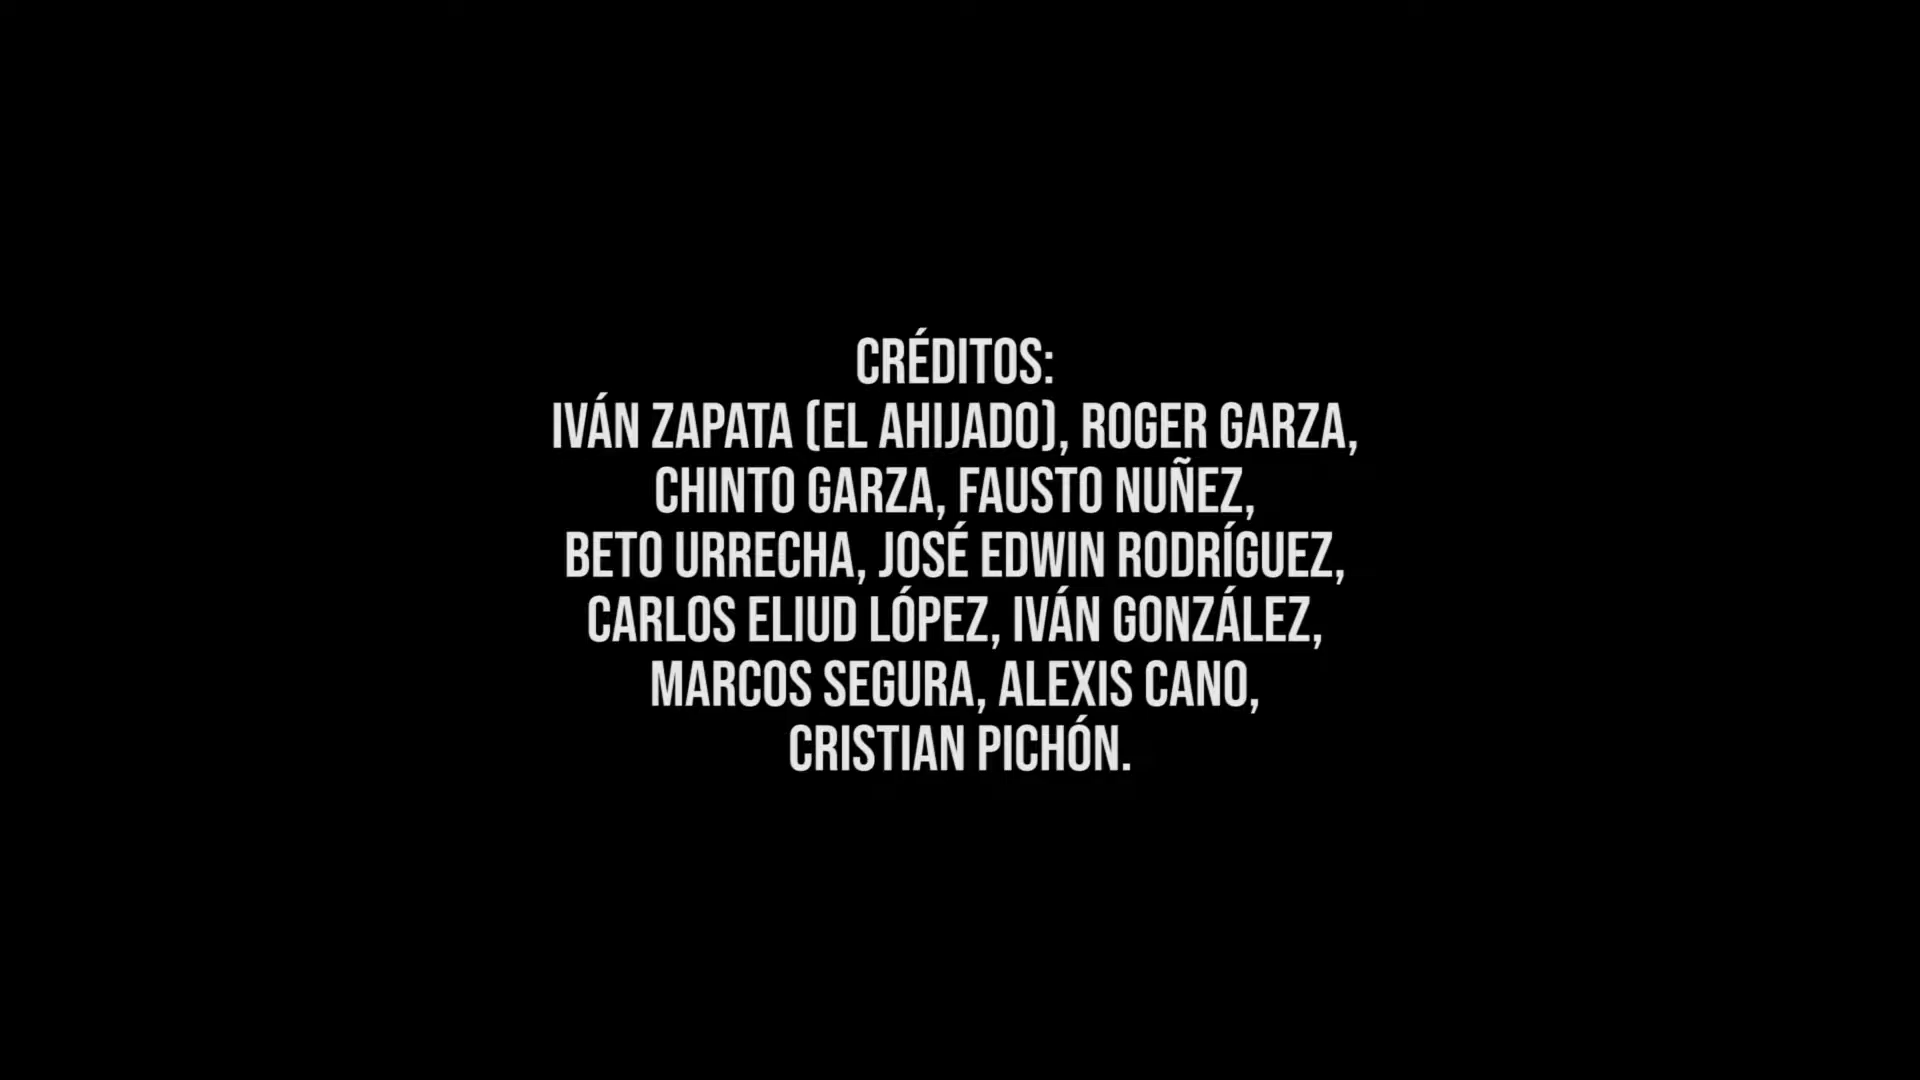 CRÉDITOS:
IVÁN ZAPATA (EL AHIJADO), ROGER GARZA,
CHINTO GARZA, FAUSTO NUÑEZ,
BETO URRECHA, JOSÉ EDWIN RODRÍGUEZ,
CARLOS ELIUD LÓPEZ, IVÁN GONZÁLEZ,
MARCOS SEGURA, ALEXIS CANO,
CRISTIAN PICHÓN.